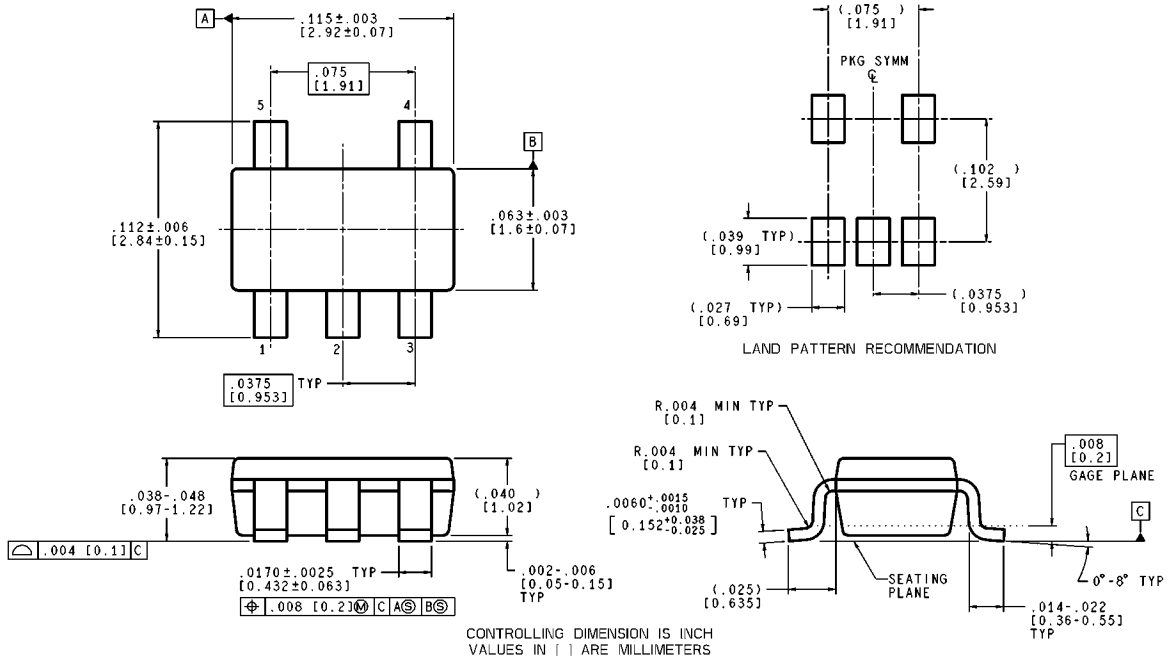 A
.115±.003
[2.92±0.07]
.075
[1.91]
5
4
B
.112±.006
[2.84±0.15]
.063±.003
[1.6±0.07]
1
2
3
.0375 TYP
[0.953]
(.075 )
[1.91]
PKG SYMM
℄
(.102 )
[2.59]
(.039 TYP)
[0.99]
(.027 TYP)
[0.69]
(.0375 )
[0.953]
LAND PATTERN RECOMMENDATION
.038-.048
[0.97-1.22]
(.040 )
[1.02]
⌓ .004 [0.1] C
.0170±.0025 TYP
[0.432±0.063]
⌖ .008 [0.2]Ⓜ C AⓈ BⓈ
.002-.006
[0.05-0.15]
TYP
R.004 MIN TYP
[0.1]
R.004 MIN TYP
[0.1]
.0060+.0015 -.0010 TYP
[0.152+0.038 -0.025]
.008
[0.2]
GAGE PLANE
C
(.025)
[0.635]
SEATING
PLANE
0°-8° TYP
.014-.022
[0.36-0.55]
TYP
CONTROLLING DIMENSION IS INCH
VALUES IN [ ] ARE MILLIMETERS